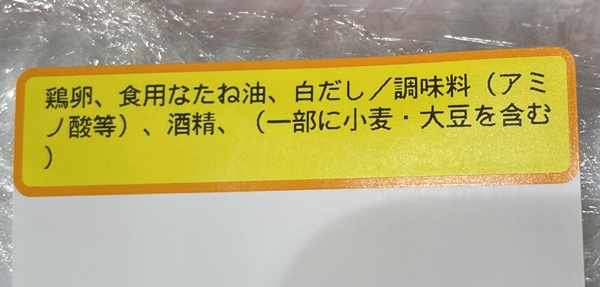 鶏卵、食用なたね油、白だし／調味料（アミ
ノ酸等）、酒精、（一部に小麦・大豆を含む
）